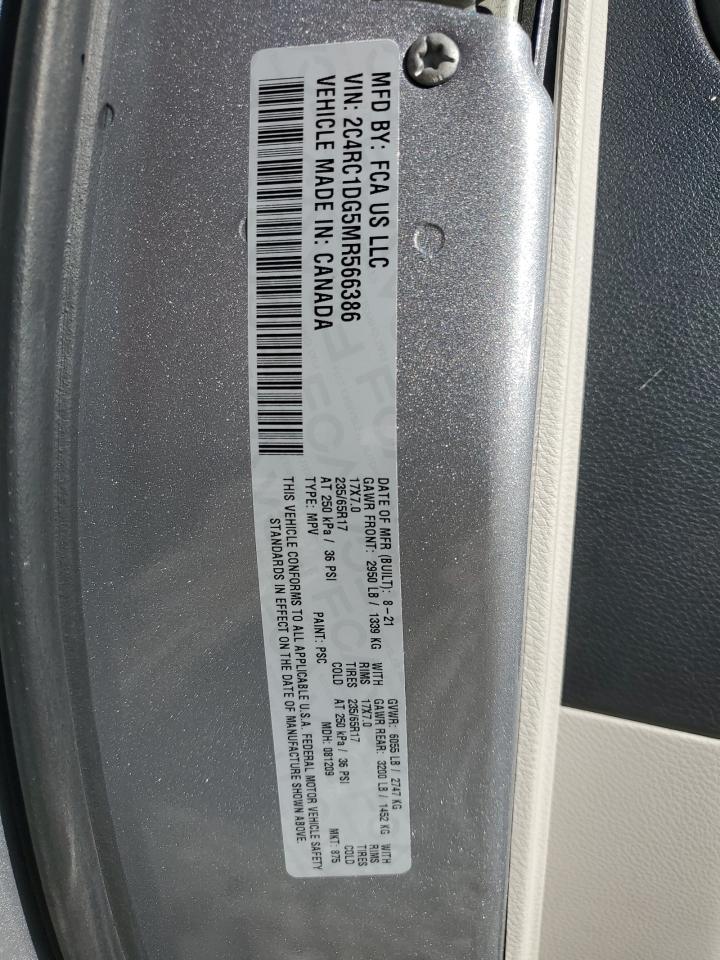 MFD BY: FCA US LLC
VIN: 2C4RC1DG5MR566386
VEHICLE MADE IN: CANADA
DATE OF MFR (BUILT): 8-21 GVWR: 6055 LB / 2747 KG
GAWR FRONT: 2950 LB / 1339 KG WITH GAWR REAR: 3200 LB / 1452 KG WITH
17X7.0 RIMS 17X7.0 RIMS
235/65R17 TIRES 235/65R17 TIRES
AT 250 kPa / 36 PSI COLD AT 250 kPa / 36 PSI COLD
TYPE: MPV PAINT: PSC MDH: 081209 MKT: 875
THIS VEHICLE CONFORMS TO ALL APPLICABLE U.S.A. FEDERAL MOTOR VEHICLE SAFETY
STANDARDS IN EFFECT ON THE DATE OF MANUFACTURE SHOWN ABOVE.